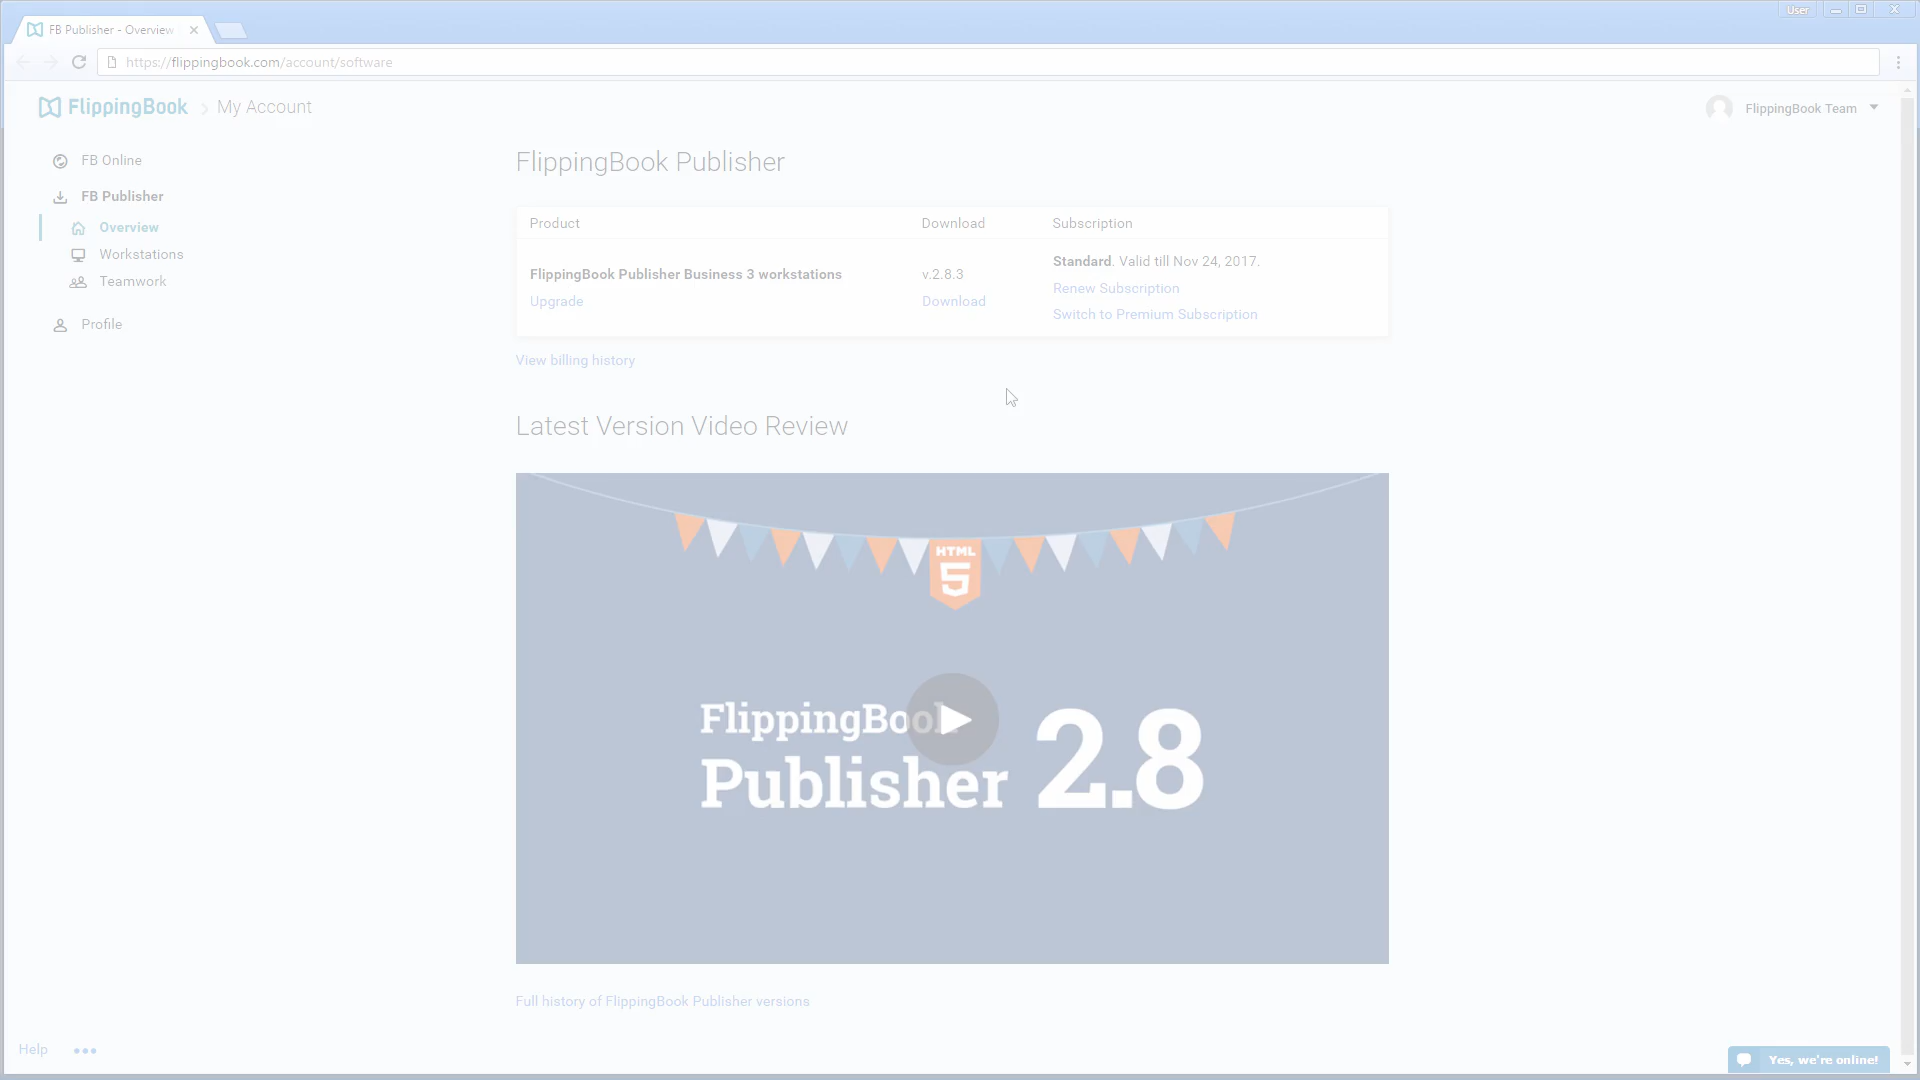 User
FB Publisher - Overview
https://flippingbook.com/account/software
FlippingBook My Account
FlippingBook Team
FB Online
FB Publisher
Overview
Workstations
Teamwork
Profile
FlippingBook Publisher
Product Download Subscription
FlippingBook Publisher Business 3 workstations
Upgrade
v.2.8.3
Download
Standard. Valid till Nov 24, 2017.
Renew Subscription
Switch to Premium Subscription
View billing history
Latest Version Video Review
HTML
5
FlippingBook
Publisher 2.8
Full history of FlippingBook Publisher versions
Help
Yes, we're online!